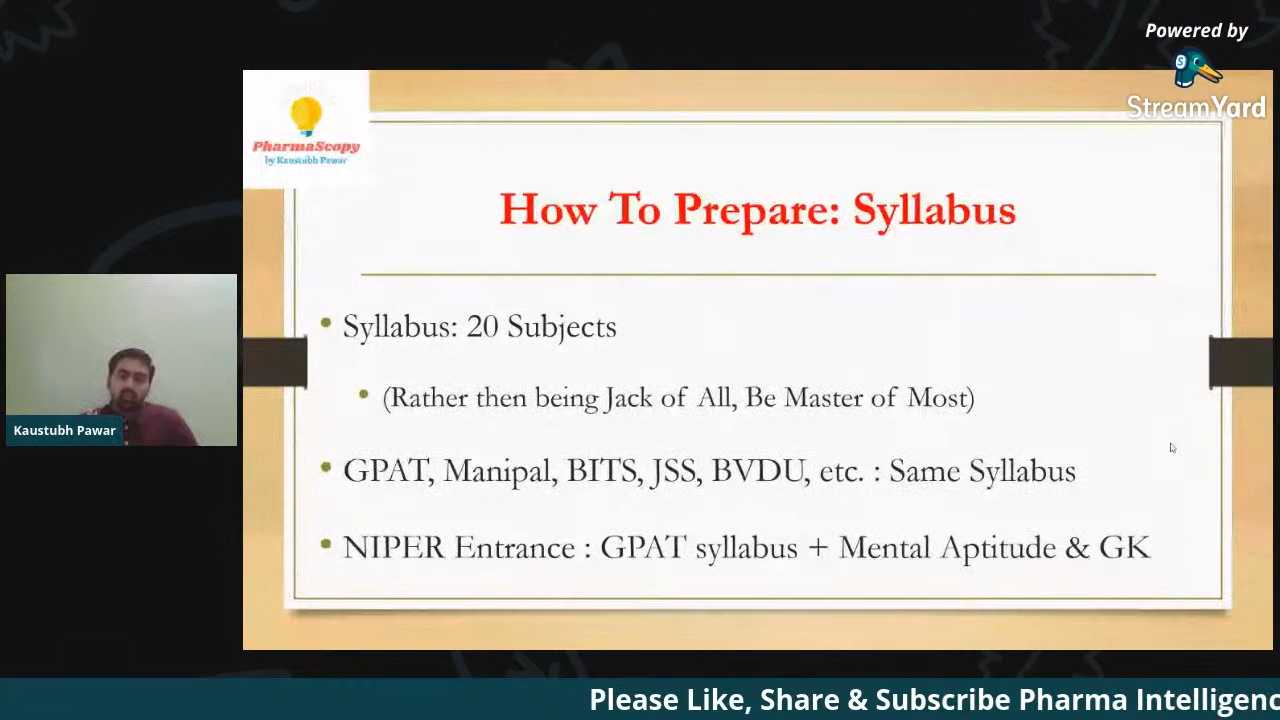 Powered by
StreamYard
PharmaScopy
by Kaustubh Pawar
How To Prepare: Syllabus
Syllabus: 20 Subjects
(Rather then being Jack of All, Be Master of Most)
GPAT, Manipal, BITS, JSS, BVDU, etc. : Same Syllabus
NIPER Entrance : GPAT syllabus + Mental Aptitude & GK
Kaustubh Pawar
Please Like, Share & Subscribe Pharma Intelligenc